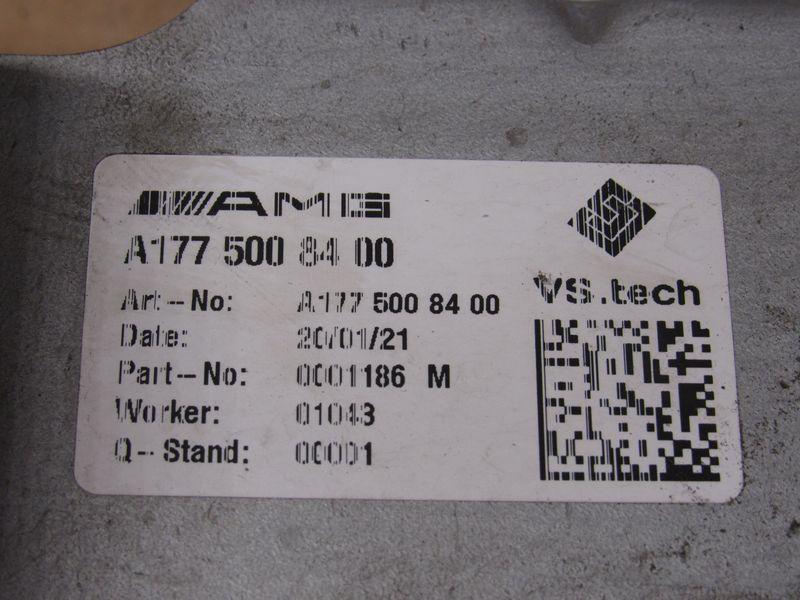 AMG
A177 500 84 00
VS.tech
Art--No: A177 500 84 00
Date: 20/01/21
Part--No: 0001186 M
Worker: 01043
Q--Stand: 00001